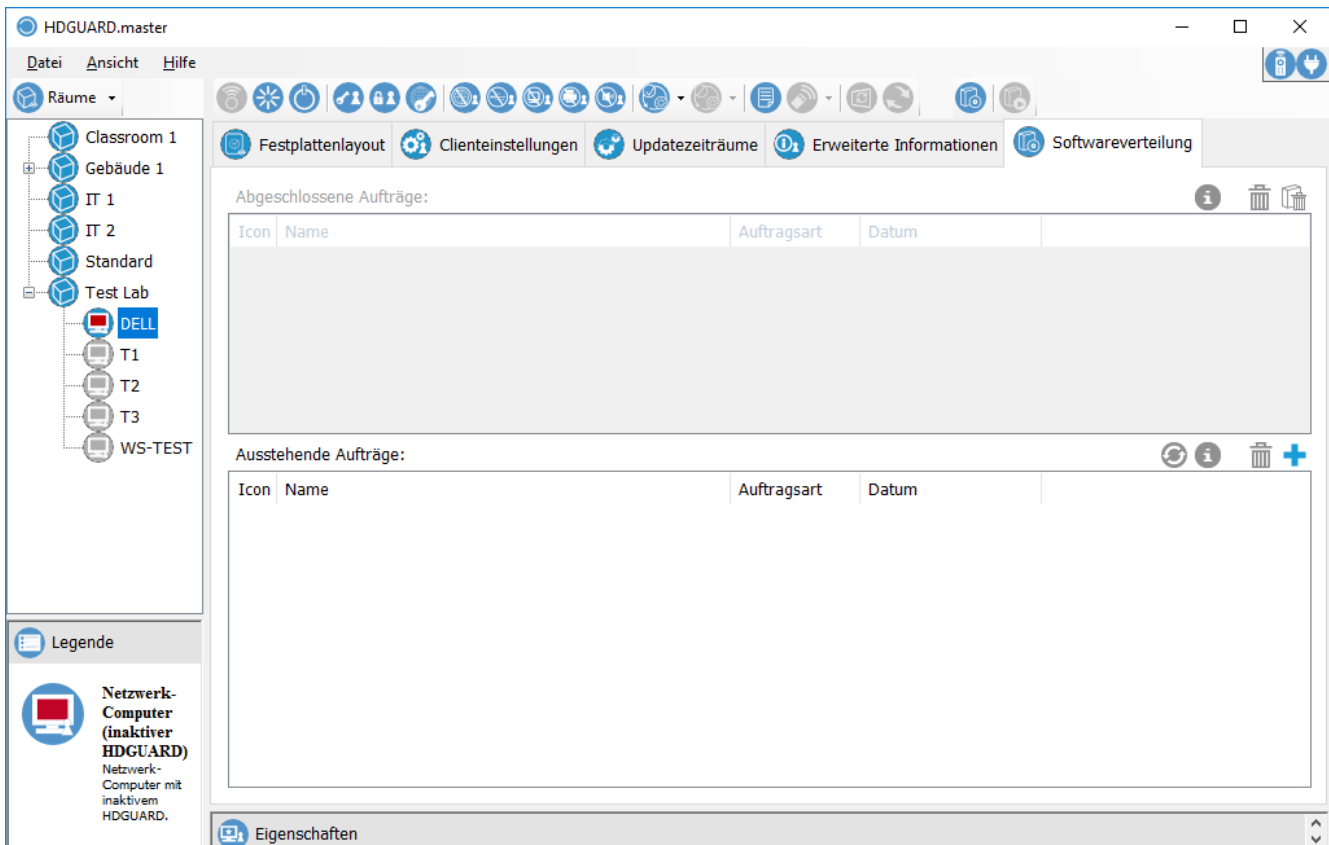 HDGUARD.master
Datei Ansicht Hilfe
Räume
Classroom 1
Gebäude 1
IT 1
IT 2
Standard
Test Lab
DELL
T1
T2
T3
WS-TEST
Festplattenlayout Clienteinstellungen Updatezeiträume Erweiterte Informationen Softwareverteilung
Abgeschlossene Aufträge:
Icon Name Auftragsart Datum
Ausstehende Aufträge:
Icon Name Auftragsart Datum
Legende
Netzwerk-
Computer
(inaktiver
HDGUARD)
Netzwerk-
Computer mit
inaktivem
HDGUARD.
Eigenschaften